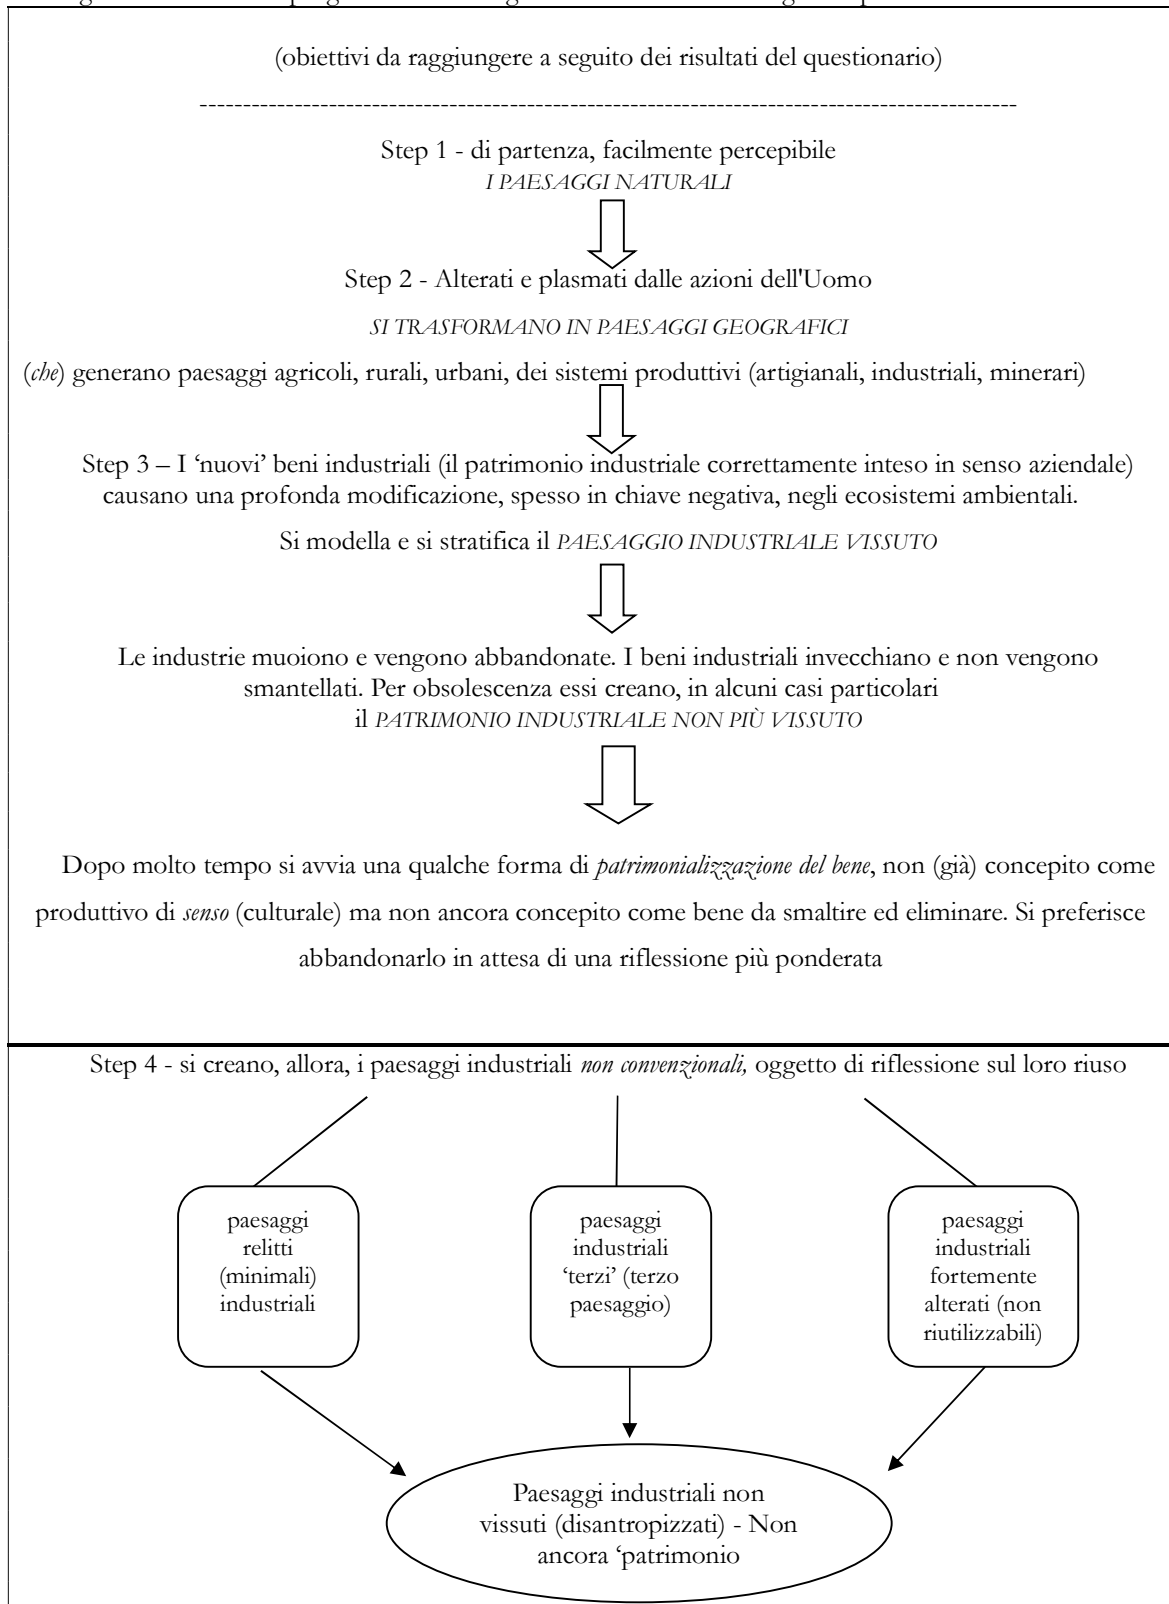 (obiettivi da raggiungere a seguito dei risultati del questionario)
-----------------------------------------------------------------------------------------------
Step 1 - di partenza, facilmente percepibile
I PAESAGGI NATURALI
Step 2 - Alterati e plasmati dalle azioni dell'Uomo
SI TRASFORMANO IN PAESAGGI GEOGRAFICI
(che) generano paesaggi agricoli, rurali, urbani, dei sistemi produttivi (artigianali, industriali, minerari)
Step 3 – I ‘nuovi’ beni industriali (il patrimonio industriale correttamente inteso in senso aziendale)
causano una profonda modificazione, spesso in chiave negativa, negli ecosistemi ambientali.
Si modella e si stratifica il PAESAGGIO INDUSTRIALE VISSUTO
Le industrie muoiono e vengono abbandonate. I beni industriali invecchiano e non vengono
smantellati. Per obsolescenza essi creano, in alcuni casi particolari
il PATRIMONIO INDUSTRIALE NON PIÙ VISSUTO
Dopo molto tempo si avvia una qualche forma di patrimonializzazione del bene, non (già) concepito come
produttivo di senso (culturale) ma non ancora concepito come bene da smaltire ed eliminare. Si preferisce
abbandonarlo in attesa di una riflessione più ponderata
Step 4 - si creano, allora, i paesaggi industriali non convenzionali, oggetto di riflessione sul loro riuso
paesaggi
relitti
(minimali)
industriali
paesaggi
industriali
‘terzi’ (terzo
paesaggio)
paesaggi
industriali
fortemente
alterati (non
riutilizzabili)
Paesaggi industriali non
vissuti (disantropizzati) - Non
ancora ‘patrimonio